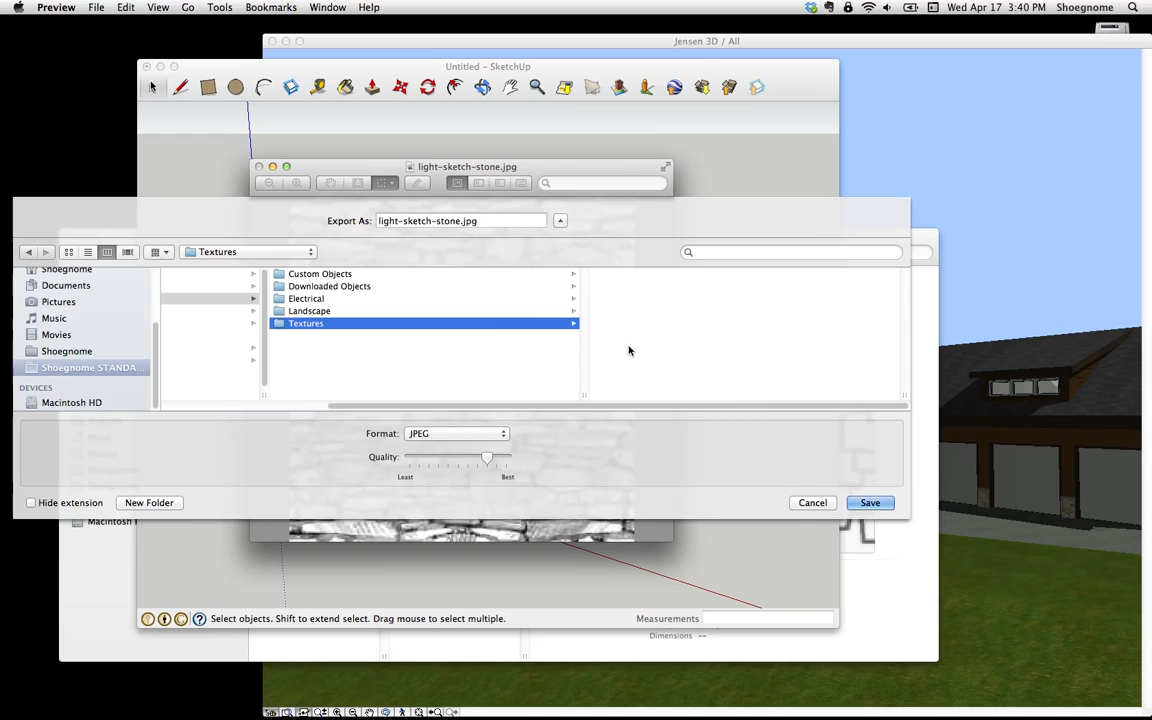 Preview File Edit View Go Tools Bookmarks Window Help Wed Apr 17 3:40 PM Shoegnome
Jensen 3D / All
Untitled – SketchUp
light-sketch-stone.jpg
Export As: light-sketch-stone.jpg
Textures
Shoegnome
Documents
Pictures
Music
Movies
Shoegnome
Shoegnome STANDA...
DEVICES
Macintosh HD
Custom Objects
Downloaded Objects
Electrical
Landscape
Textures
Format: JPEG
Quality:
Least Best
Hide extension New Folder Cancel Save
Macintosh
Select objects. Shift to extend select. Drag mouse to select multiple. Measurements
Dimensions --